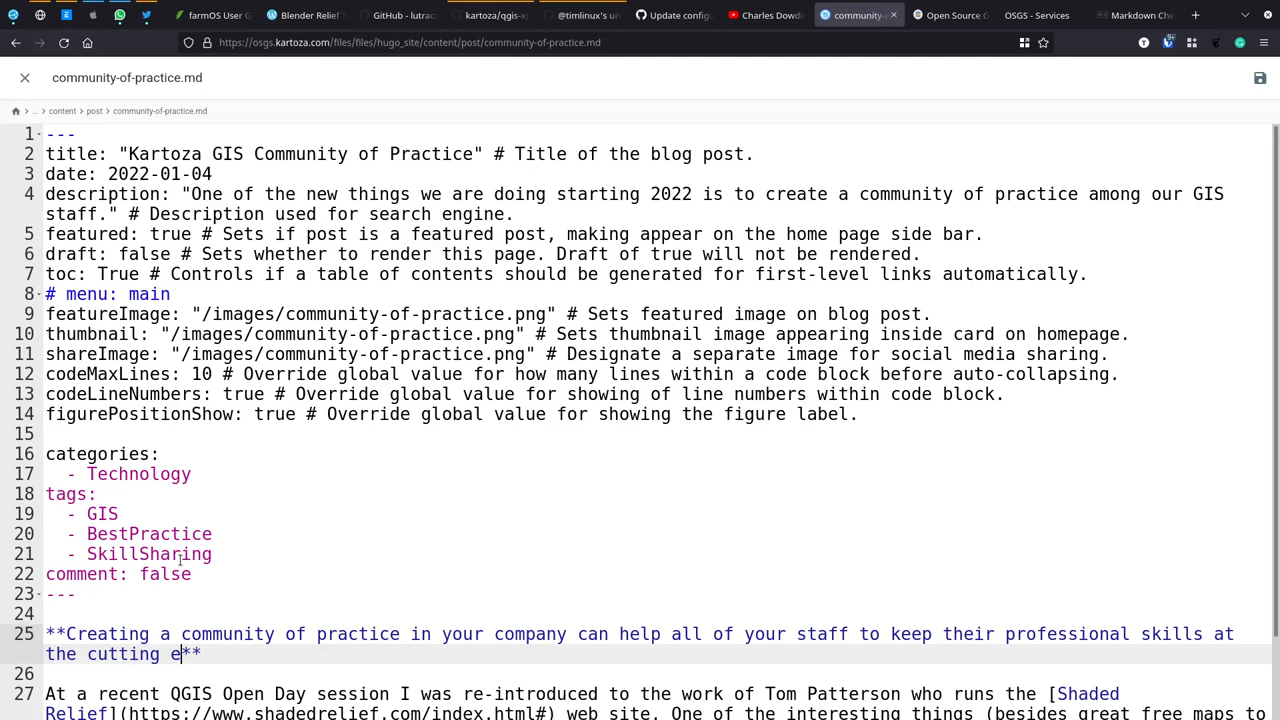 farmOS User G
Blender Relief T
GitHub - lutrac
kartoza/qgis-xp
@timlinux's un
Update configu
Charles Dowdi
community-o
Open Source G
OSGS - Services
Markdown Che
https://osgs.kartoza.com/files/files/hugo_site/content/post/community-of-practice.md
community-of-practice.md
... content post community-of-practice.md
1 ---
2 title: "Kartoza GIS Community of Practice" # Title of the blog post.
3 date: 2022-01-04
4 description: "One of the new things we are doing starting 2022 is to create a community of practice among our GIS
staff." # Description used for search engine.
5 featured: true # Sets if post is a featured post, making appear on the home page side bar.
6 draft: false # Sets whether to render this page. Draft of true will not be rendered.
7 toc: True # Controls if a table of contents should be generated for first-level links automatically.
8 # menu: main
9 featureImage: "/images/community-of-practice.png" # Sets featured image on blog post.
10 thumbnail: "/images/community-of-practice.png" # Sets thumbnail image appearing inside card on homepage.
11 shareImage: "/images/community-of-practice.png" # Designate a separate image for social media sharing.
12 codeMaxLines: 10 # Override global value for how many lines within a code block before auto-collapsing.
13 codeLineNumbers: true # Override global value for showing of line numbers within code block.
14 figurePositionShow: true # Override global value for showing the figure label.
15
16 categories:
17 - Technology
18 tags:
19 - GIS
20 - BestPractice
21 - SkillSharing
22 comment: false
23 ---
24
25 **Creating a community of practice in your company can help all of your staff to keep their professional skills at
the cutting e**
26
27 At a recent QGIS Open Day session I was re-introduced to the work of Tom Patterson who runs the [Shaded
Relief](https://www.shadedrelief.com/index.html#) web site. One of the interesting things (besides great free maps to